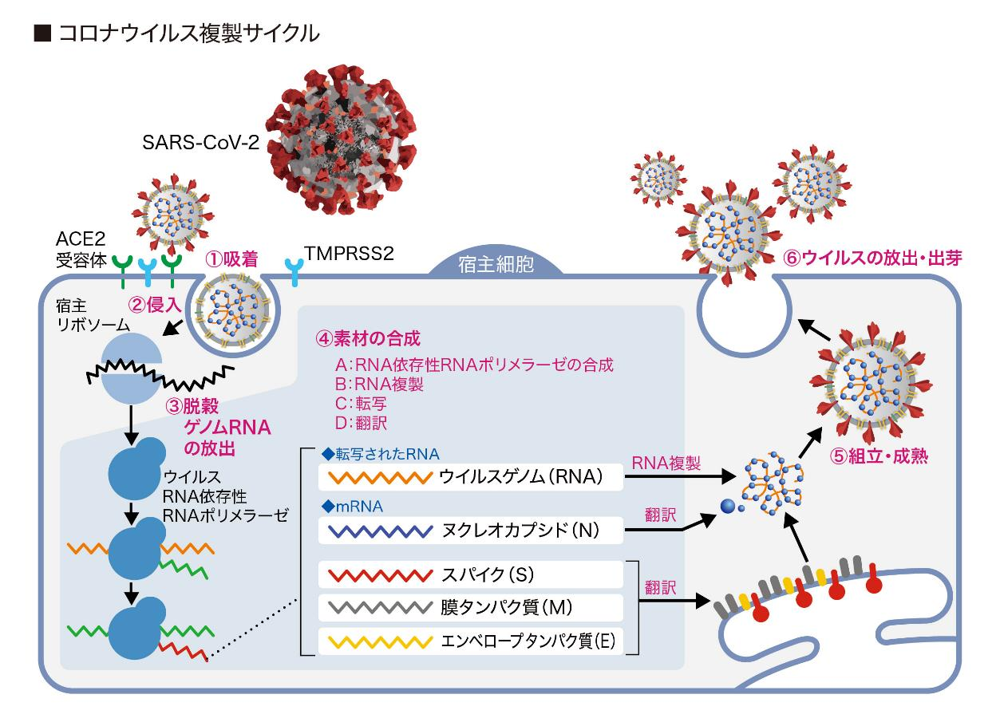 ■ コロナウイルス複製サイクル
SARS-CoV-2
ACE2
受容体
①吸着
TMPRSS2
宿主細胞
⑥ウイルスの放出・出芽
宿主
リボソーム
②侵入
④素材の合成
A：RNA依存性RNAポリメラーゼの合成
B：RNA複製
C：転写
D：翻訳
③脱殻
ゲノムRNA
の放出
ウイルス
RNA依存性
RNAポリメラーゼ
◆転写されたRNA
ウイルスゲノム（RNA）
RNA複製
◆mRNA
ヌクレオカプシド（N）
翻訳
スパイク（S）
膜タンパク質（M）
エンベロープタンパク質（E）
翻訳
⑤組立・成熟